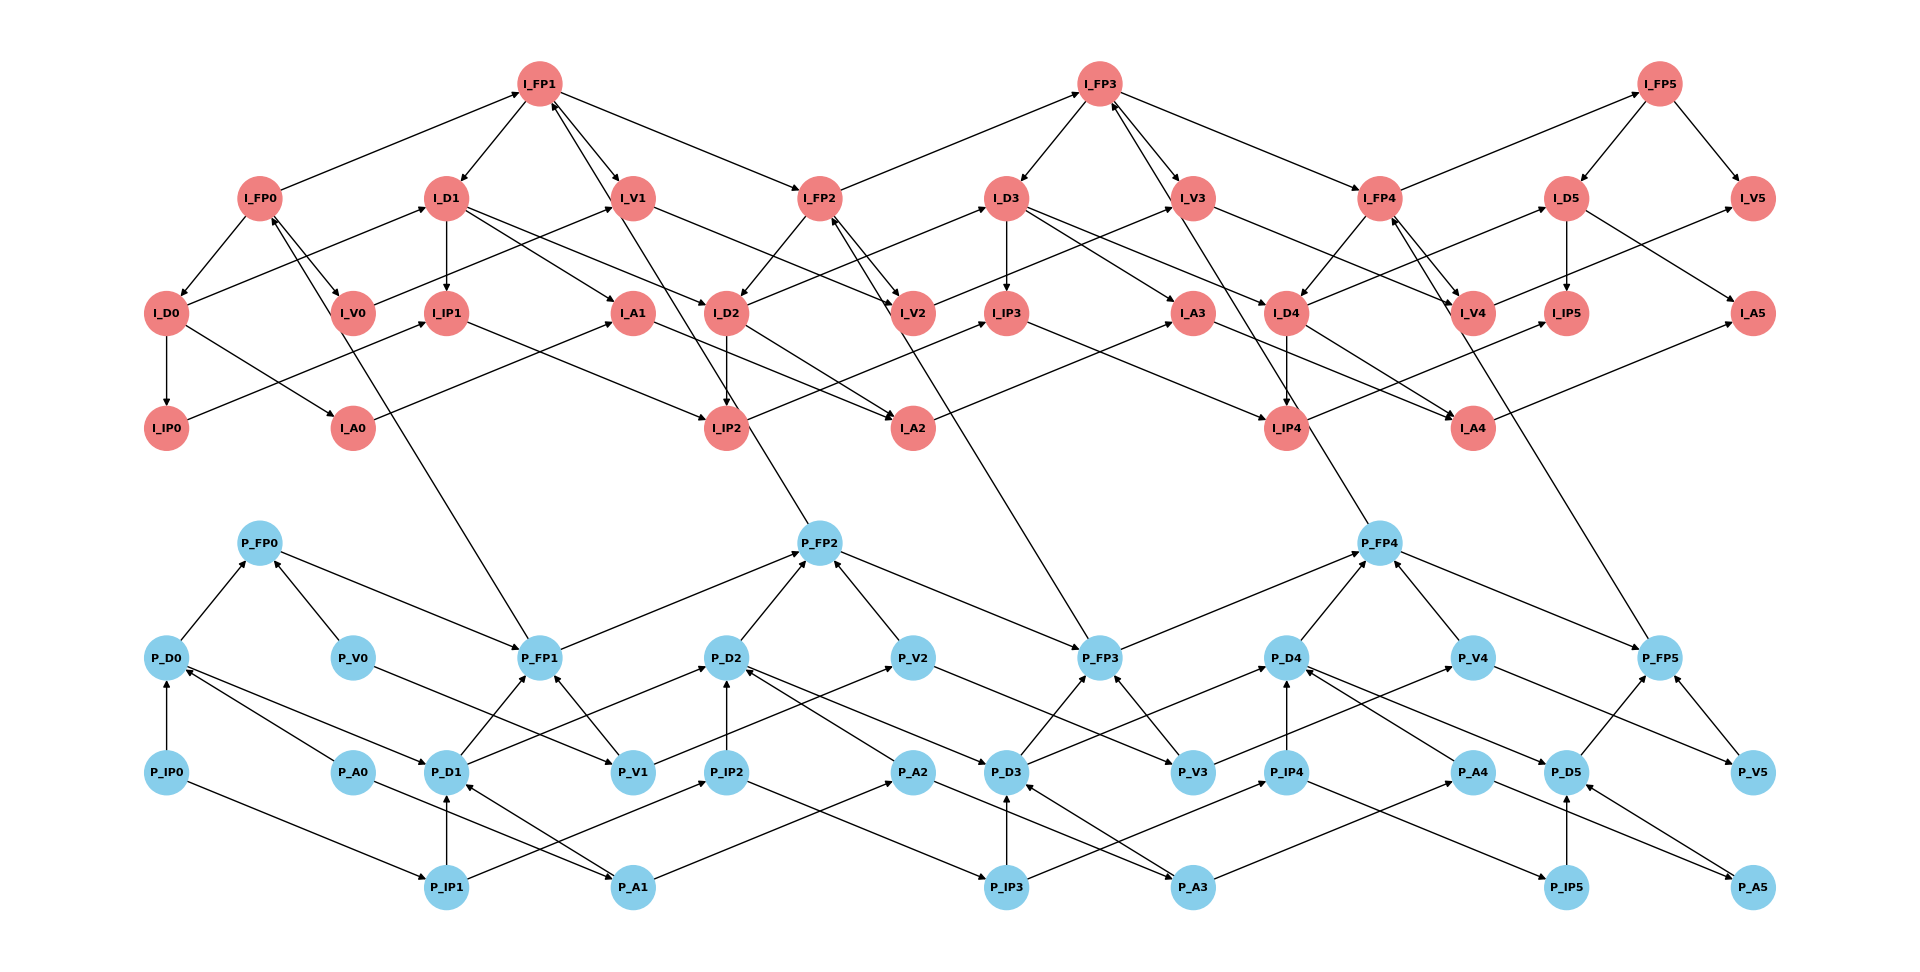 I_FP1 I_FP3 I_FP5
I_FP0 I_D1 I_V1 I_FP2 I_D3 I_V3 I_FP4 I_D5 I_V5
I_D0 I_V0 I_IP1 I_A1 I_D2 I_V2 I_IP3 I_A3 I_D4 I_V4 I_IP5 I_A5
I_IP0 I_A0 I_IP2 I_A2 I_IP4 I_A4
P_FP0 P_FP2 P_FP4
P_D0 P_V0 P_FP1 P_D2 P_V2 P_FP3 P_D4 P_V4 P_FP5
P_IP0 P_A0 P_D1 P_V1 P_IP2 P_A2 P_D3 P_V3 P_IP4 P_A4 P_D5 P_V5
P_IP1 P_A1 P_IP3 P_A3 P_IP5 P_A5